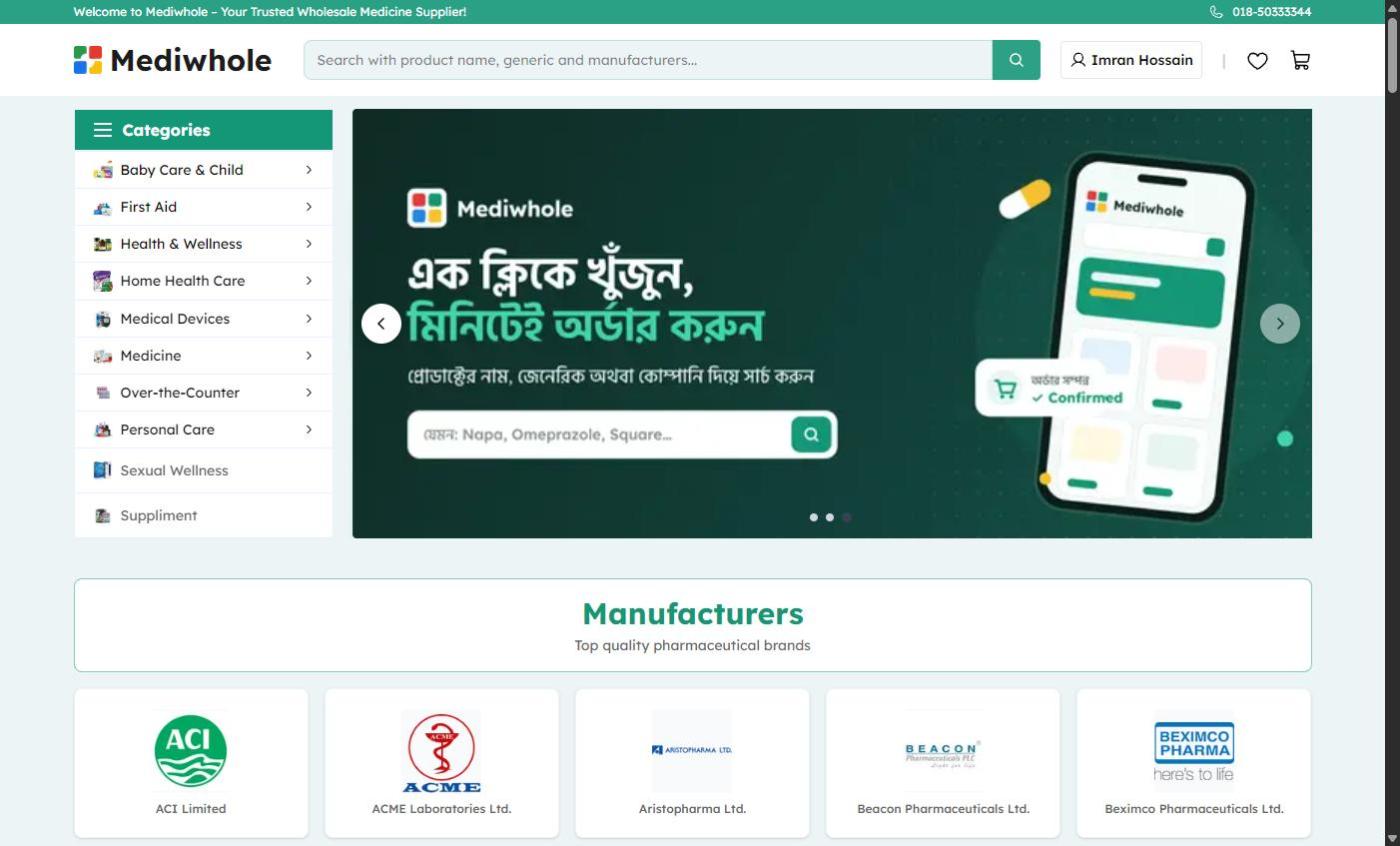 Welcome to Mediwhole – Your Trusted Wholesale Medicine Supplier!
018-50333344
Mediwhole
Search with product name, generic and manufacturers...
Imran Hossain
Categories
Baby Care & Child
First Aid
Health & Wellness
Home Health Care
Medical Devices
Medicine
Over-the-Counter
Personal Care
Sexual Wellness
Suppliment
Mediwhole
এক ক্লিকে খুঁজুন,
মিনিটেই অর্ডার করুন
প্রোডাক্টের নাম, জেনেরিক অথবা কোম্পানি দিয়ে সার্চ করুন
যেমন: Napa, Omeprazole, Square...
Mediwhole
অর্ডার সম্পন্ন
✓ Confirmed
Manufacturers
Top quality pharmaceutical brands
ACI
ACI Limited
ACME
ACME
ACME Laboratories Ltd.
ARISTOPHARMA LTD.
Aristopharma Ltd.
BEACON
Pharmaceuticals PLC
Light for life
Beacon Pharmaceuticals Ltd.
BEXIMCO
PHARMA
here's to life
Beximco Pharmaceuticals Ltd.